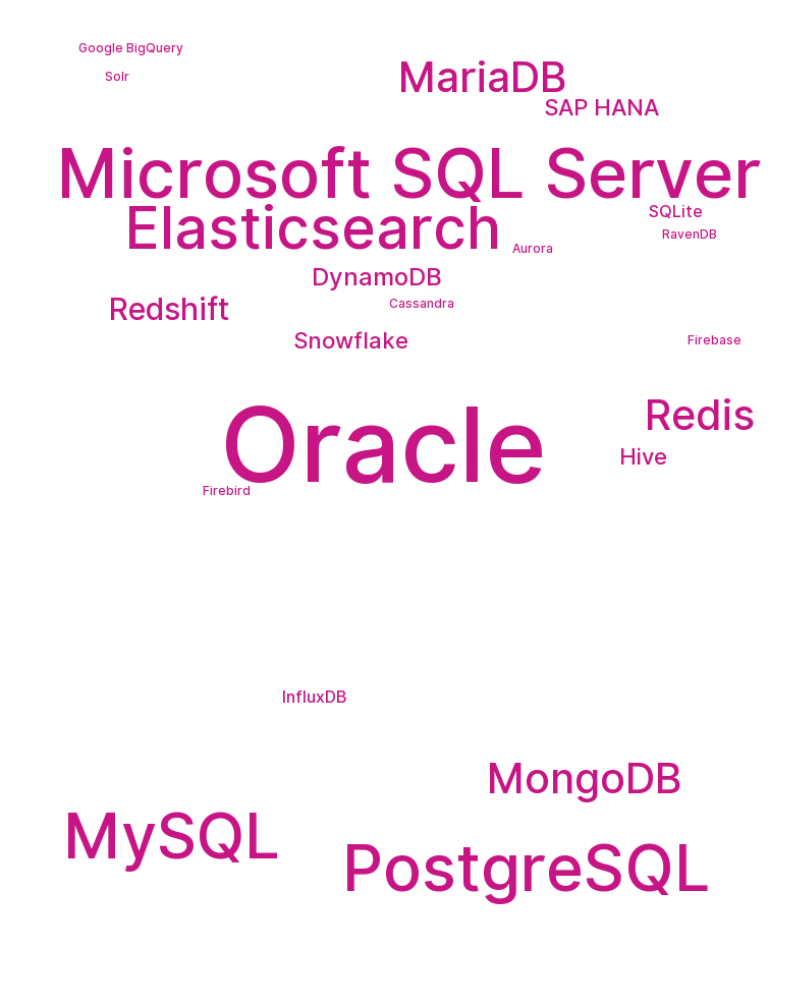 Google BigQuery
MariaDB
Solr
SAP HANA
Microsoft SQL Server
SQLite
Elasticsearch
RavenDB
Aurora
DynamoDB
Cassandra
Redshift
Snowflake
Firebase
Redis
Oracle
Hive
Firebird
InfluxDB
MongoDB
MySQL
PostgreSQL